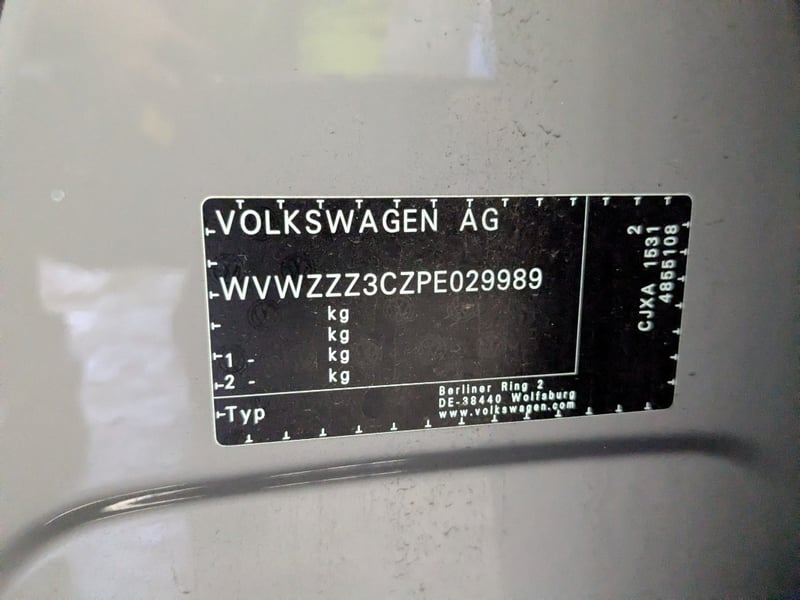 VOLKSWAGEN AG
WVWZZZ3CZPE029989
kg
kg
1 - kg
2 - kg
Typ
Berliner Ring 2
DE-38440 Wolfsburg
www.volkswagen.com
2
CJXA 1531
4855108